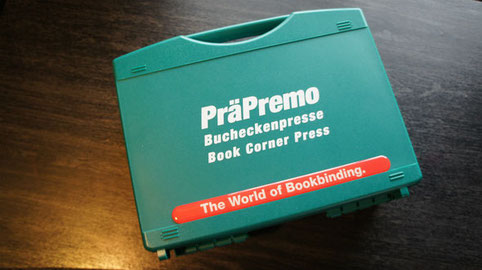 PräPremo
Bucheckenpresse
Book Corner Press
The World of Bookbinding.